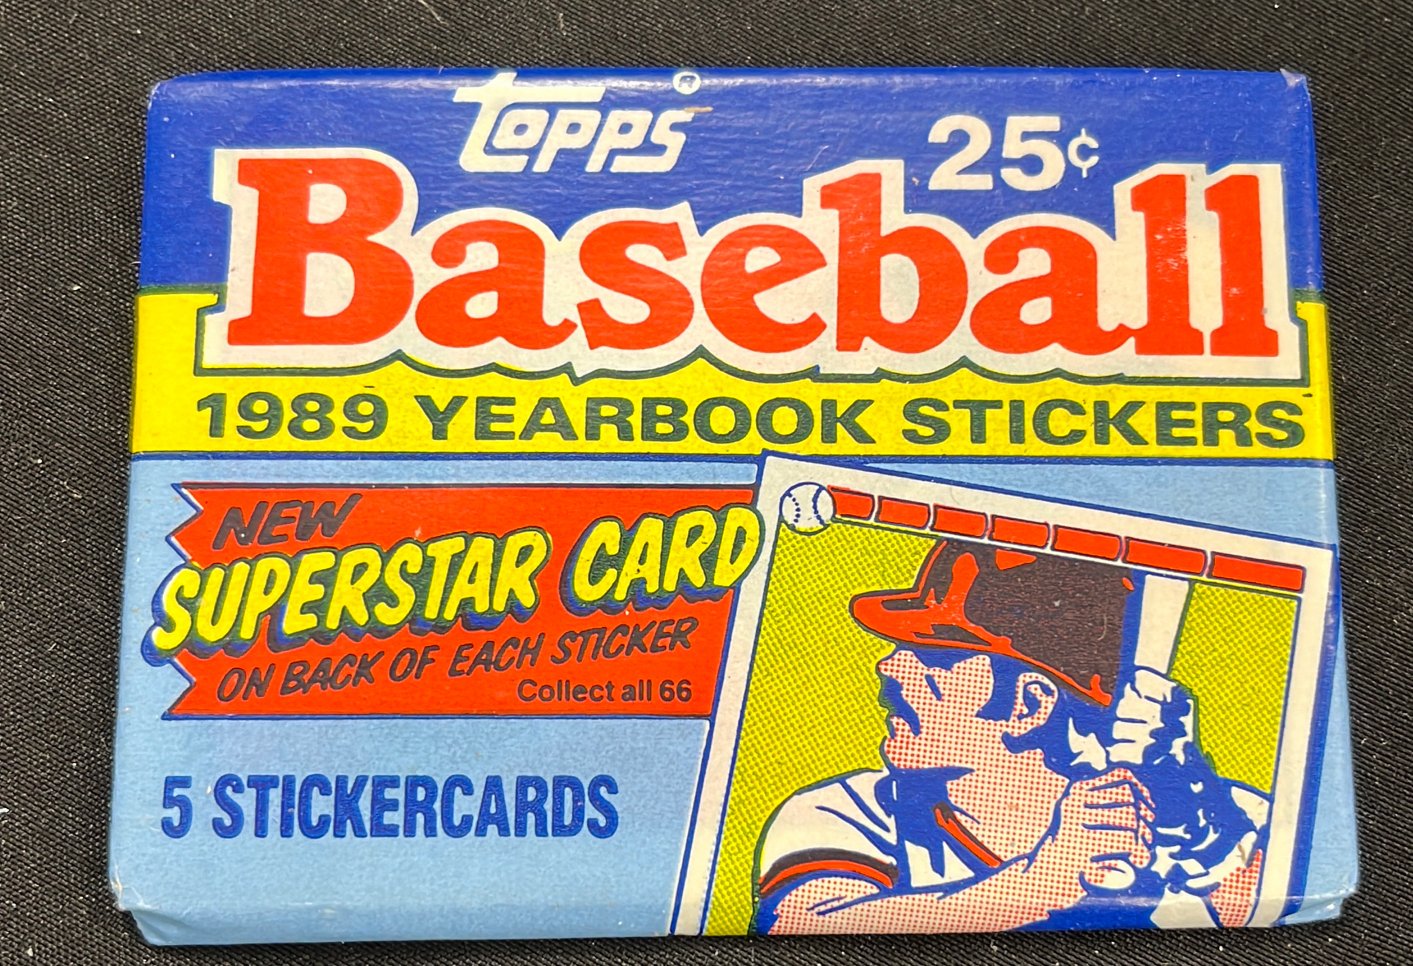 Topps®
25¢
Baseball
1989 YEARBOOK STICKERS
NEW
SUPERSTAR CARD
ON BACK OF EACH STICKER
Collect all 66
5 STICKERCARDS